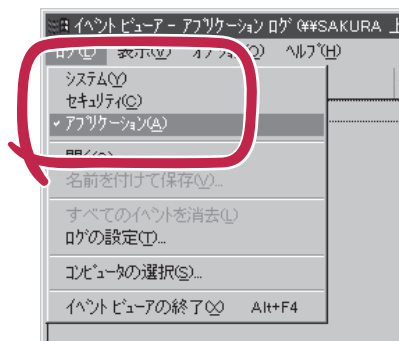 イベント ビューア - アプリケーション ログ (¥¥SAKURA 上
ログ(L) 表示(V) オプション(O) ヘルプ(H)
システム(Y)
セキュリティ(C)
アプリケーション(A)
開く(O)
名前を付けて保存(V)...
すべてのイベントを消去(L)
ログの設定(T)...
コンピュータの選択(S)...
イベント ビューアの終了(X) Alt+F4